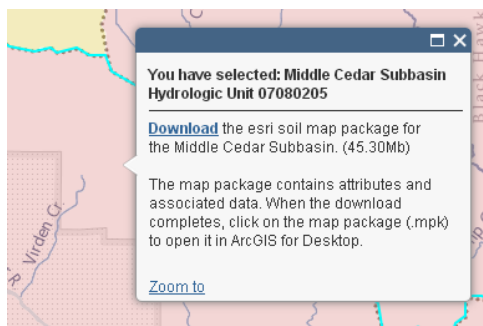 You have selected: Middle Cedar Subbasin
Hydrologic Unit 07080205
Download the esri soil map package for
the Middle Cedar Subbasin. (45.30Mb)
The map package contains attributes and
associated data. When the download
completes, click on the map package (.mpk)
to open it in ArcGIS for Desktop.
Zoom to
Virden Cr.
R
Black Hawk